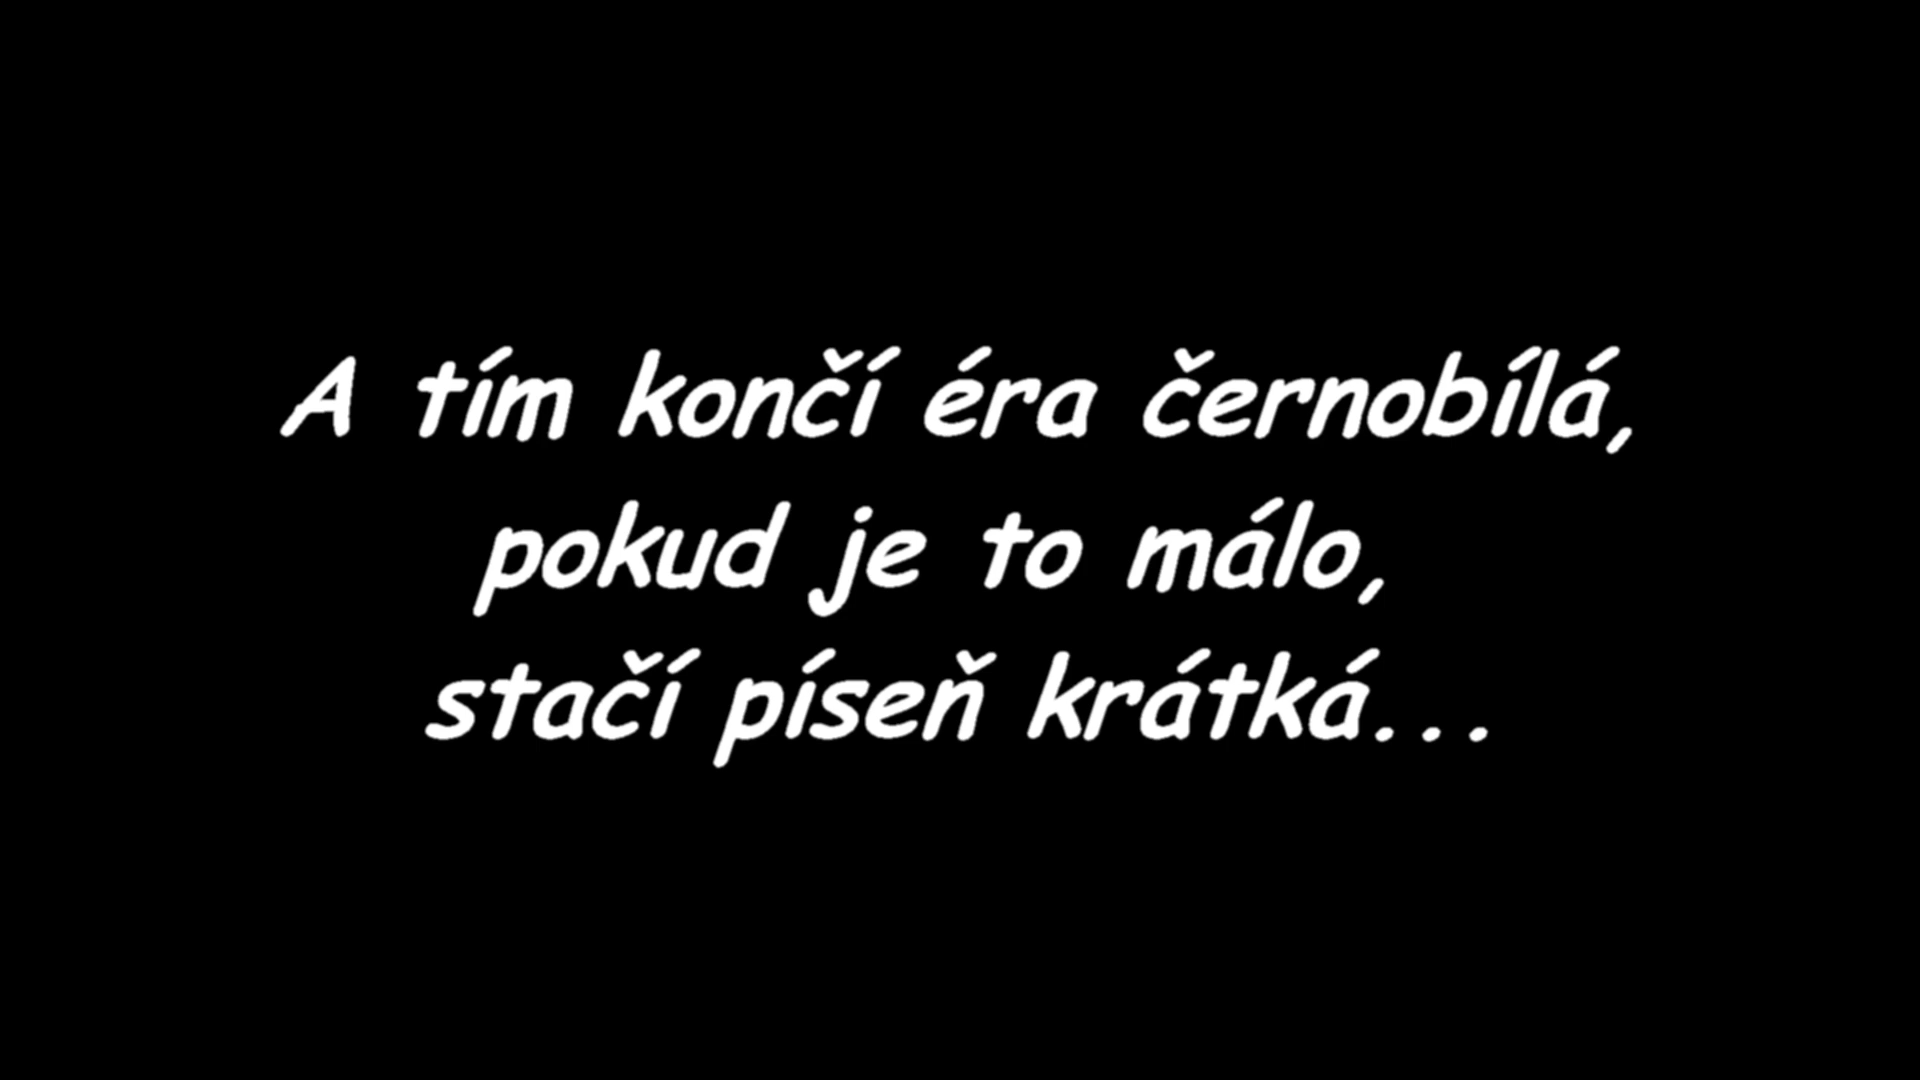 A tím končí éra černobílá,
pokud je to málo,
stačí píseň krátká...